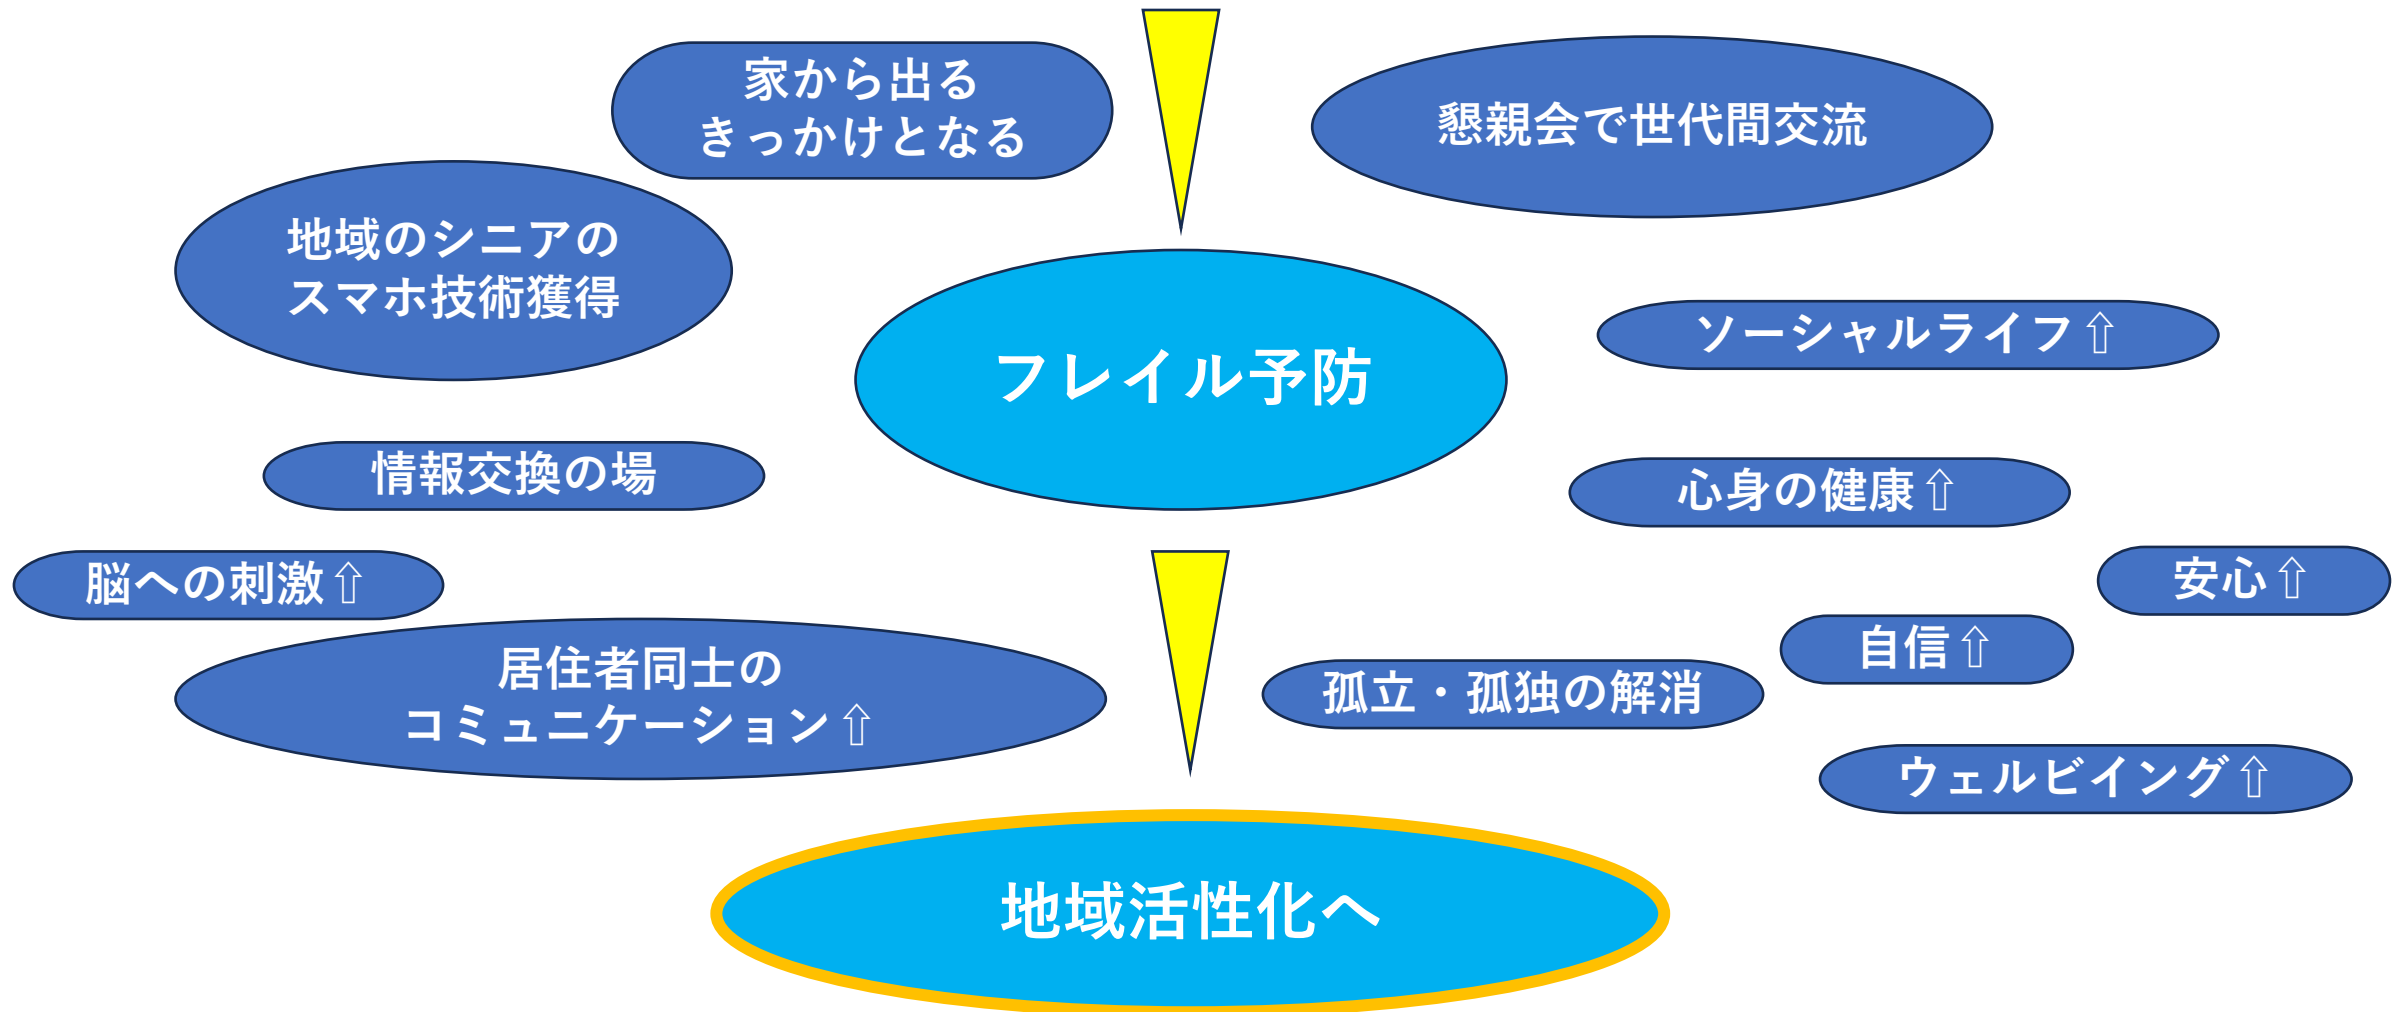 家から出る
きっかけとなる
懇親会で世代間交流
地域のシニアの
スマホ技術獲得
ソーシャルライフ⇧
フレイル予防
情報交換の場
心身の健康⇧
脳への刺激⇧
安心⇧
自信⇧
居住者同士の
コミュニケーション⇧
孤立・孤独の解消
ウェルビイング⇧
地域活性化へ